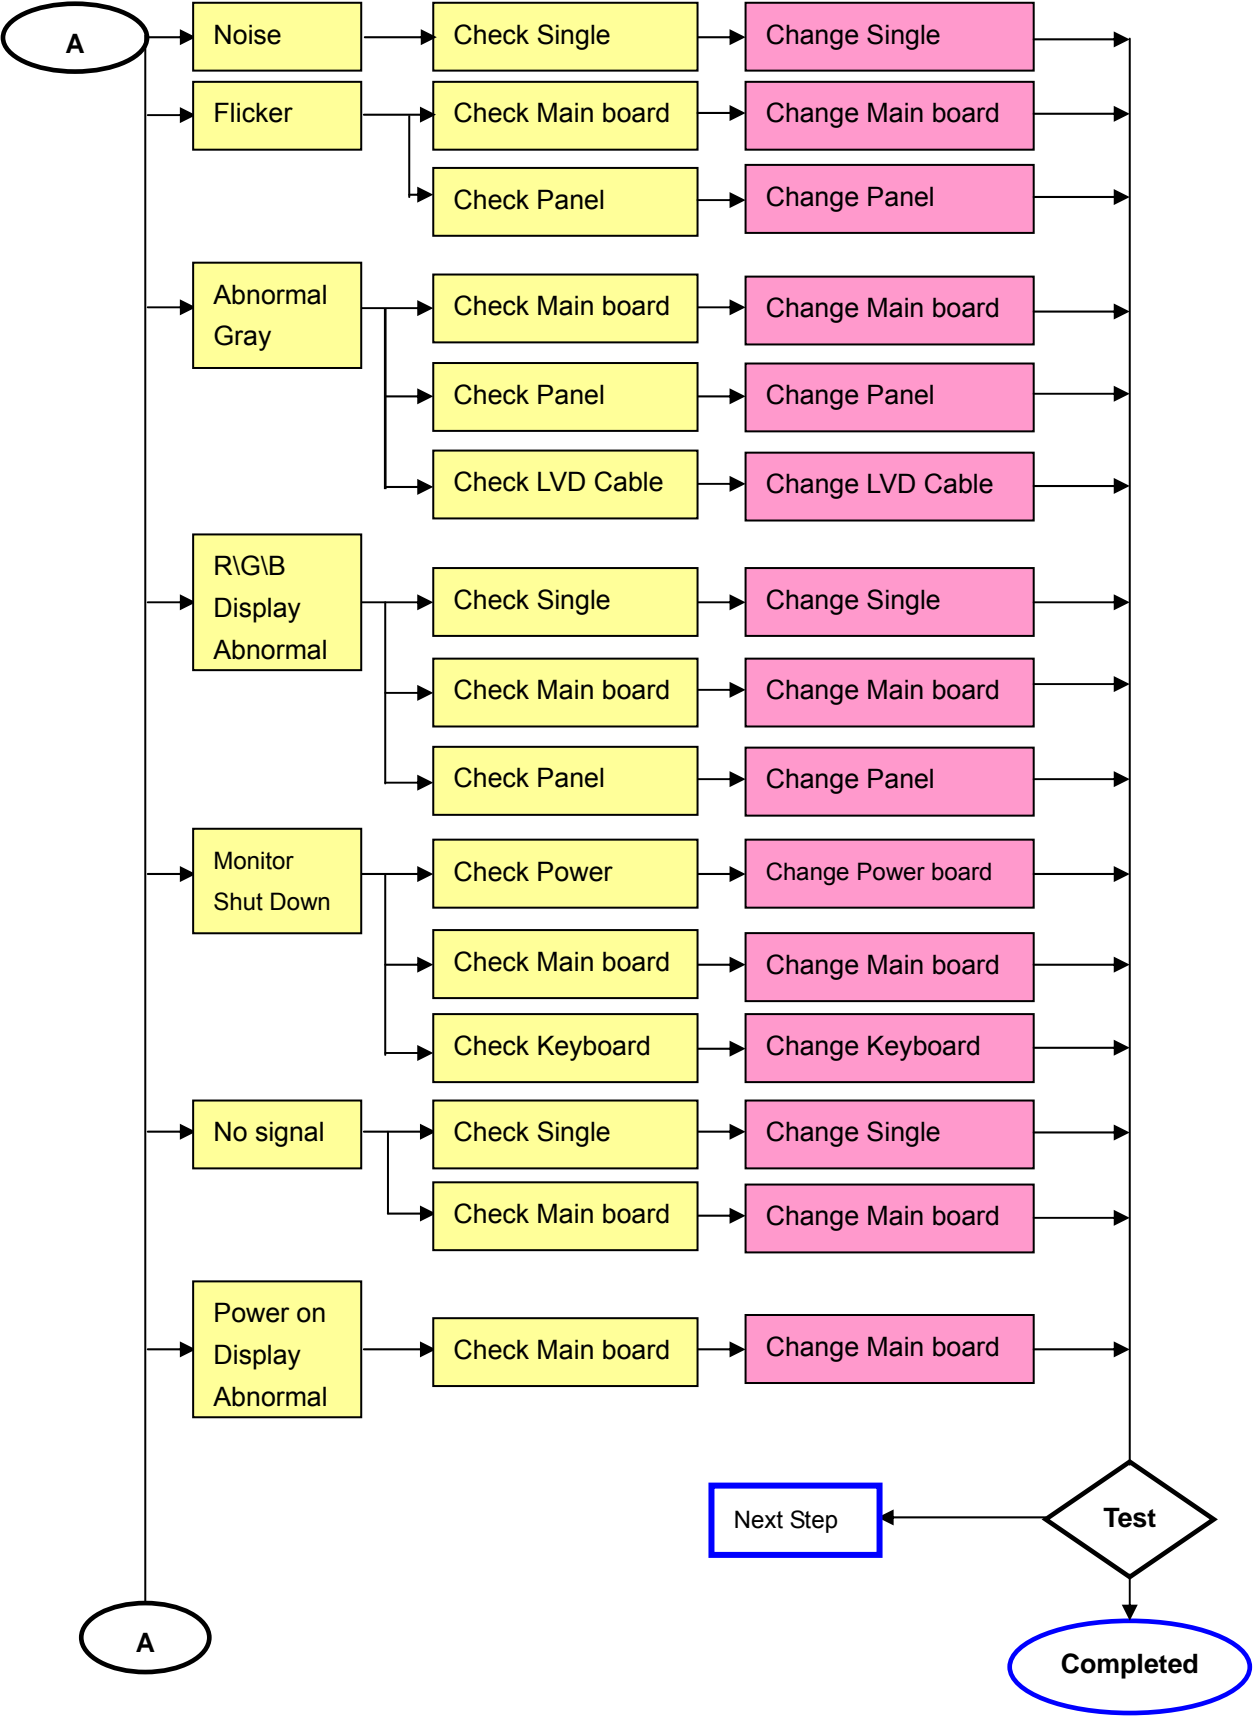 A
Noise
Check Single
Change Single
Flicker
Check Main board
Change Main board
Check Panel
Change Panel
Abnormal
Gray
Check Main board
Change Main board
Check Panel
Change Panel
Check LVD Cable
Change LVD Cable
R\G\B
Display
Abnormal
Check Single
Change Single
Check Main board
Change Main board
Check Panel
Change Panel
Monitor
Shut Down
Check Power
Change Power board
Check Main board
Change Main board
Check Keyboard
Change Keyboard
No signal
Check Single
Change Single
Check Main board
Change Main board
Power on
Display
Abnormal
Check Main board
Change Main board
Next Step
Test
A
Completed